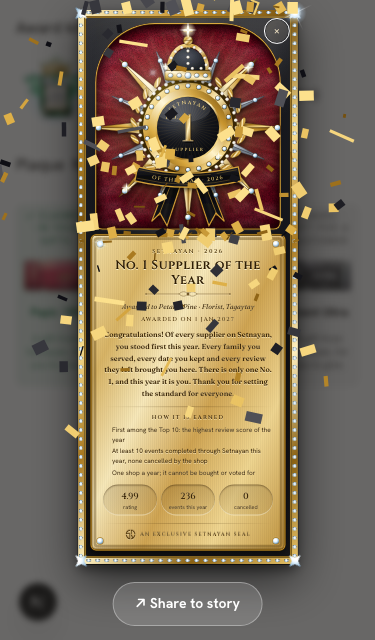 ×
SETNAYAN
1
SUPPLIER
OF THE 2026
SETNAYAN · 2026
No. 1 Supplier of the
Year
Awarded to Petal Pine · Florist, Tagaytay
AWARDED ON 1 JAN 2027
Congratulations! Of every supplier on Setnayan,
you stood first this year. Every family you
served, every date you kept and every review
they left brought you here. There is only one No.
1, and this year it is you. Thank you for setting
the standard for everyone.
HOW IT IS EARNED
First among the Top 10: the highest review score of the
year
At least 10 events completed through Setnayan this
year, none cancelled by the shop
One shop a year; it cannot be bought or voted for
4.99
236
0
rating
events this year
cancelled
AN EXCLUSIVE SETNAYAN SEAL
↗ Share to story